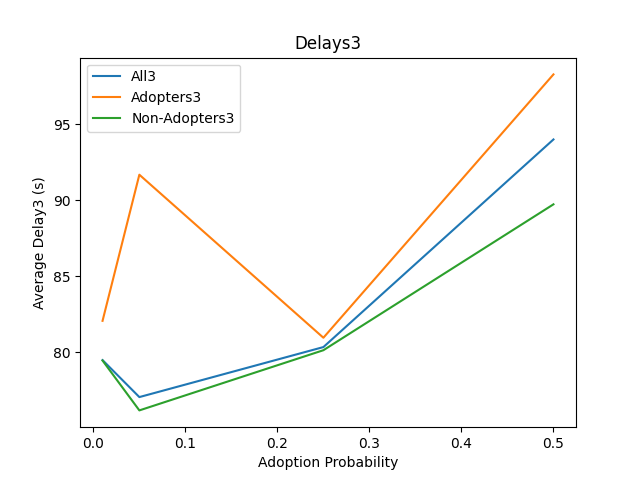 Delays3
All3
Adopters3
Non-Adopters3
95
90
85
80
Average Delay3 (s)
0.0 0.1 0.2 0.3 0.4 0.5
Adoption Probability